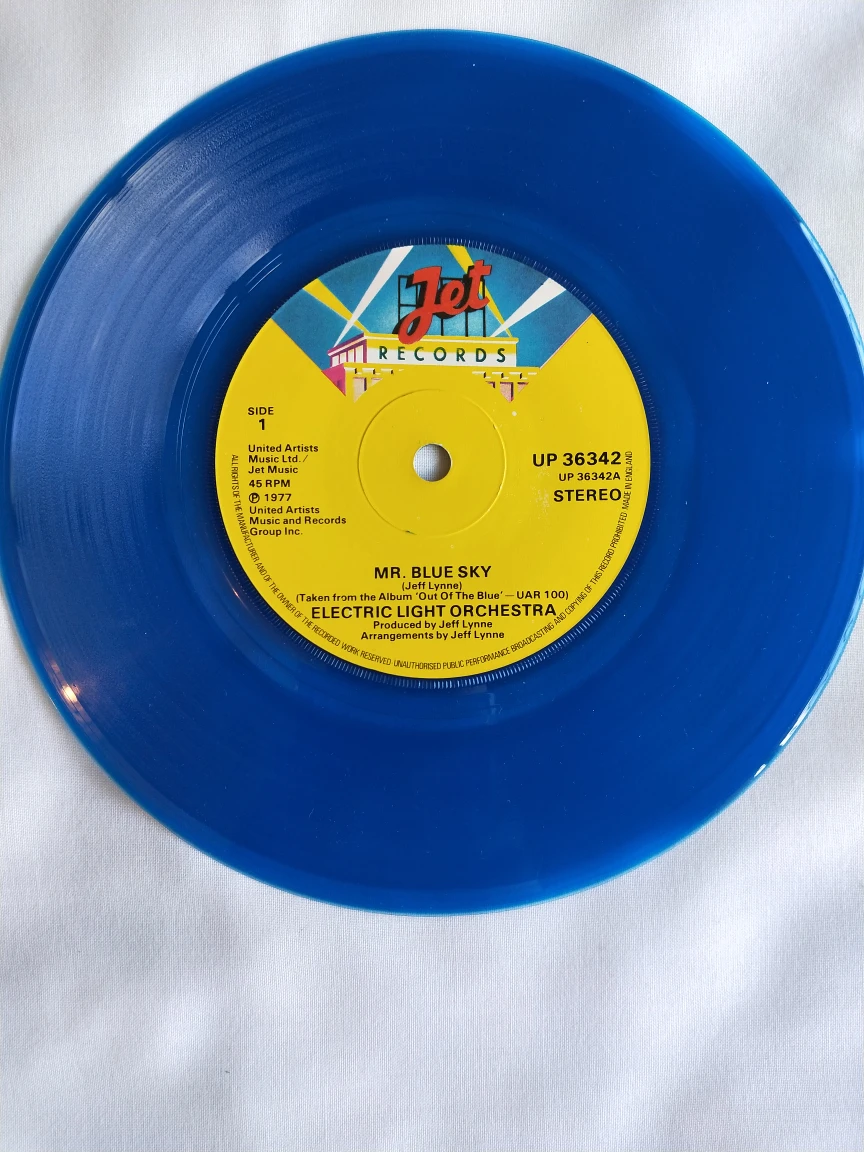 Jet
RECORDS
SIDE
1
United Artists
Music Ltd./
Jet Music
45 RPM
Ⓟ 1977
United Artists
Music and Records
Group Inc.
UP 36342
UP 36342A
STEREO
MR. BLUE SKY
(Jeff Lynne)
(Taken from the Album ‘Out Of The Blue’ — UAR 100)
ELECTRIC LIGHT ORCHESTRA
Produced by Jeff Lynne
Arrangements by Jeff Lynne
ALL RIGHTS OF THE MANUFACTURER AND OF THE OWNER OF THE RECORDED WORK RESERVED UNAUTHORISED PUBLIC PERFORMANCE BROADCASTING AND COPYING OF THIS RECORD PROHIBITED MADE IN ENGLAND